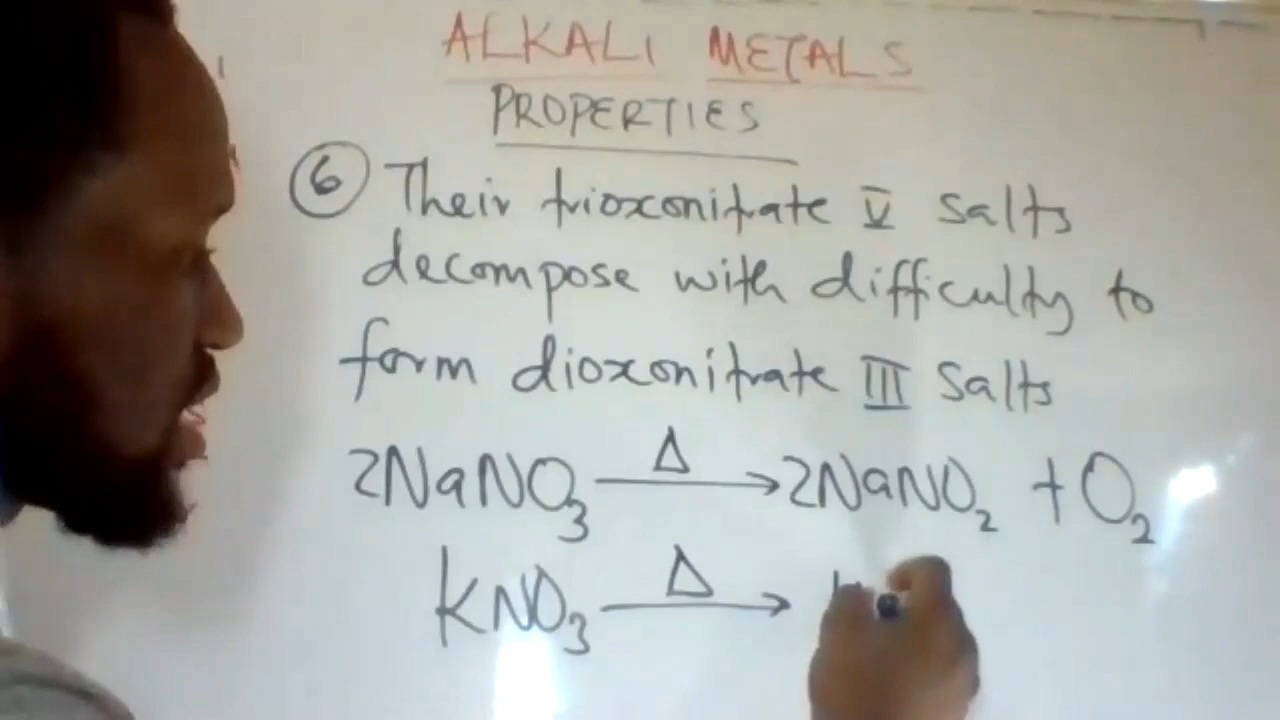 ALKALI METALS
PROPERTIES
6 Their trioxonitrate V salts
decompose with difficulty to
form dioxonitrate III salts
2NaNO₃ —Δ→ 2NaNO₂ + O₂
KNO₃ —Δ→